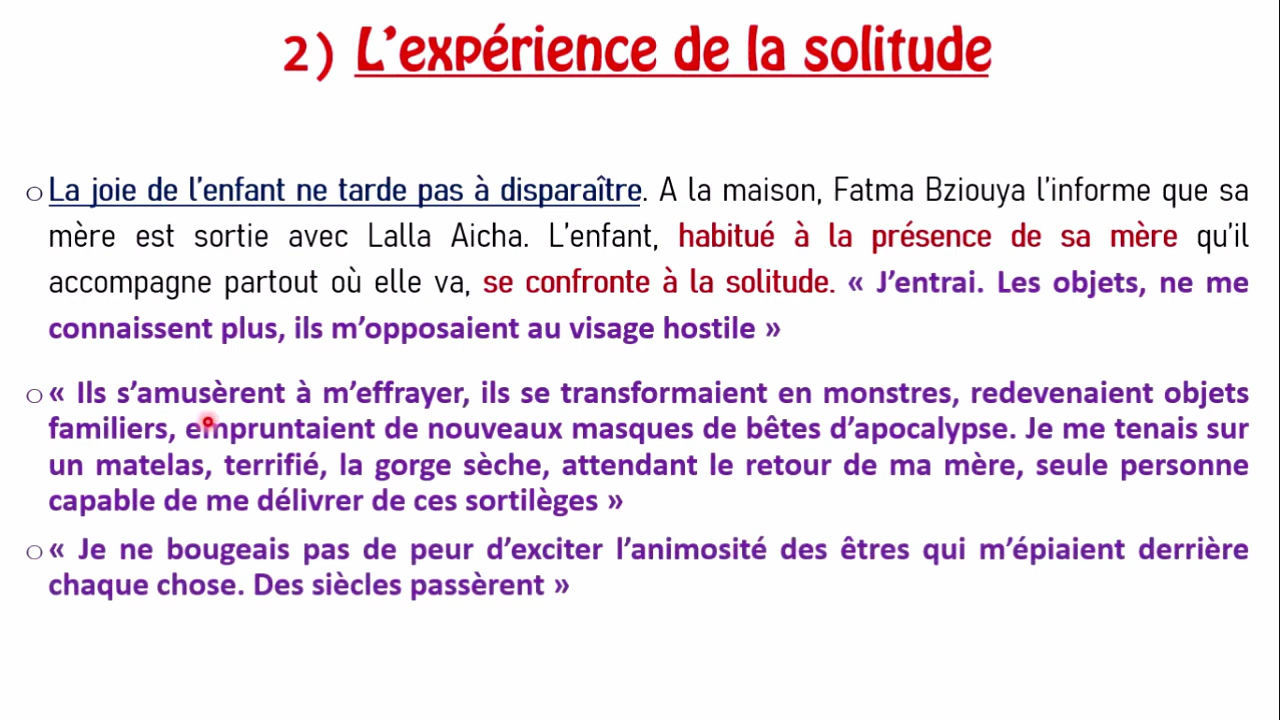 2) L'expérience de la solitude
○ La joie de l'enfant ne tarde pas à disparaître. A la maison, Fatma Bziouya l'informe que sa
mère est sortie avec Lalla Aicha. L'enfant, habitué à la présence de sa mère qu'il
accompagne partout où elle va, se confronte à la solitude. « J'entrai. Les objets, ne me
connaissent plus, ils m'opposaient au visage hostile »
○ « Ils s'amusèrent à m'effrayer, ils se transformaient en monstres, redevenaient objets
familiers, empruntaient de nouveaux masques de bêtes d'apocalypse. Je me tenais sur
un matelas, terrifié, la gorge sèche, attendant le retour de ma mère, seule personne
capable de me délivrer de ces sortilèges »
○ « Je ne bougeais pas de peur d'exciter l'animosité des êtres qui m'épiaient derrière
chaque chose. Des siècles passèrent »